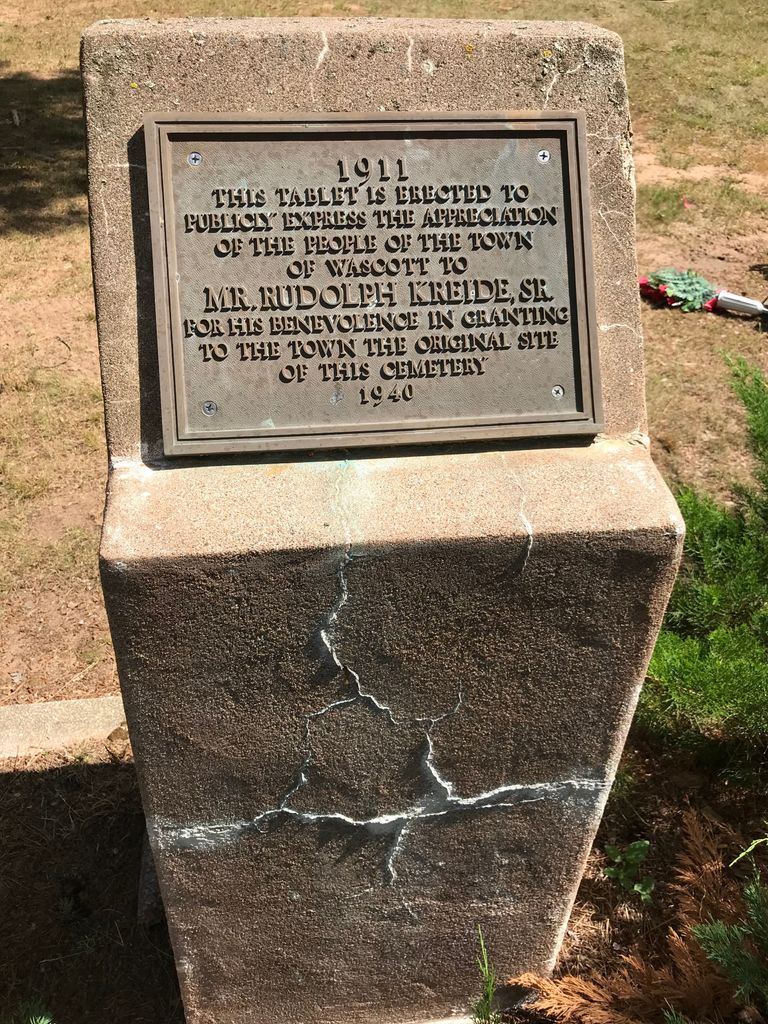 1911
THIS TABLET IS ERECTED TO
PUBLICLY EXPRESS THE APPRECIATION
OF THE PEOPLE OF THE TOWN
OF WASCOTT TO
MR. RUDOLPH KREIDE, SR.
FOR HIS BENEVOLENCE IN GRANTING
TO THE TOWN THE ORIGINAL SITE
OF THIS CEMETERY
1940